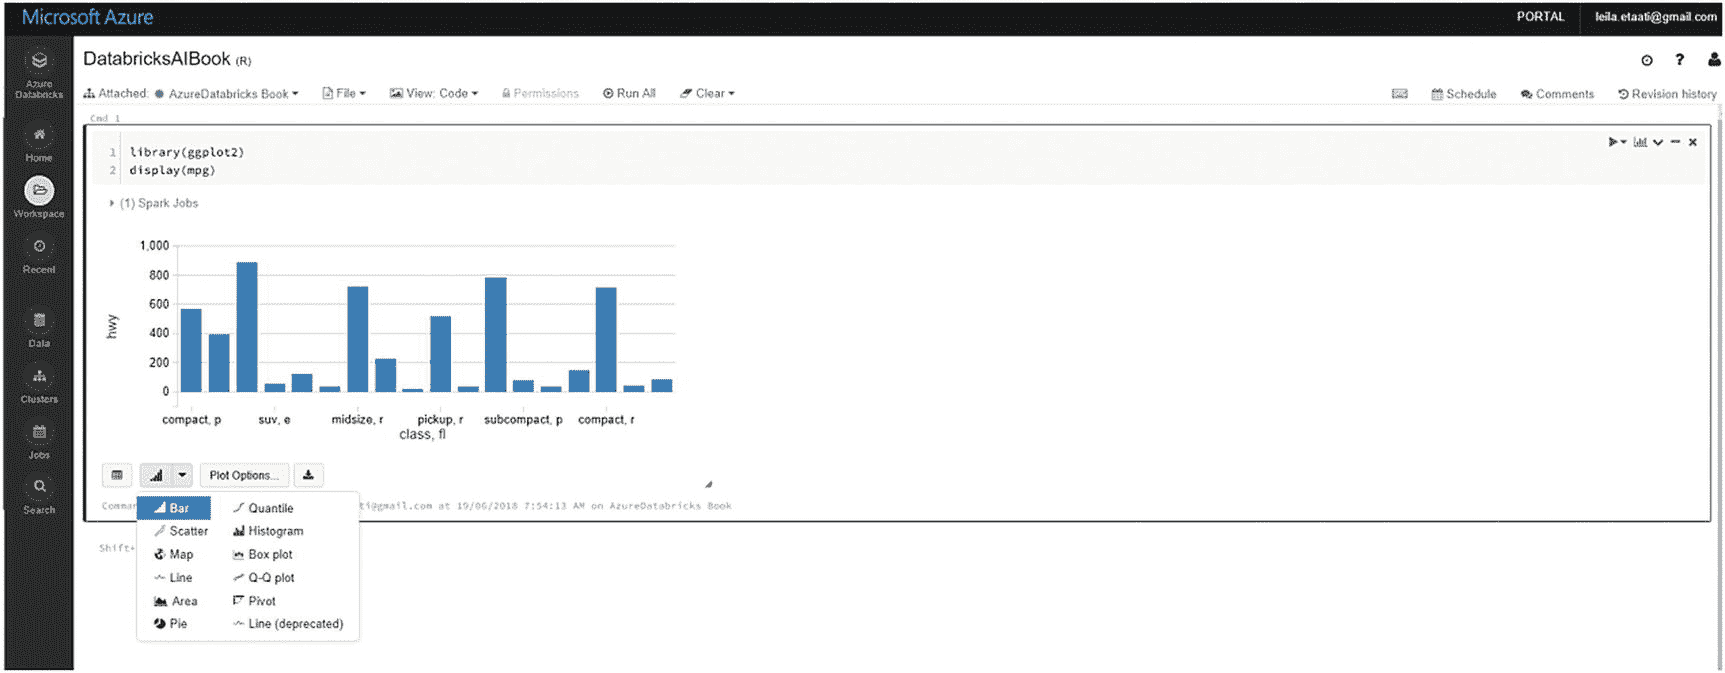 Microsoft Azure PORTAL leila.etaati@gmail.com
Azure
Databricks
Home
Workspace
Recent
Data
Clusters
Jobs
Search
DatabricksAIBook (R)
?
Attached: AzureDatabricks Book File View: Code Permissions Run All Clear Schedule Comments Revision history
Cmd 1
1 library(ggplot2)
2 display(mpg)
(1) Spark Jobs
1,000
800
600
400
200
0
hwy
compact, p suv, e midsize, r pickup, r subcompact, p compact, r
class, fl
Plot Options...
Comman ti@gmail.com at 19/06/2018 7:54:13 AM on AzureDatabricks Book
Shift+
Bar Quantile
Scatter Histogram
Map Box plot
Line Q-Q plot
Area Pivot
Pie Line (deprecated)